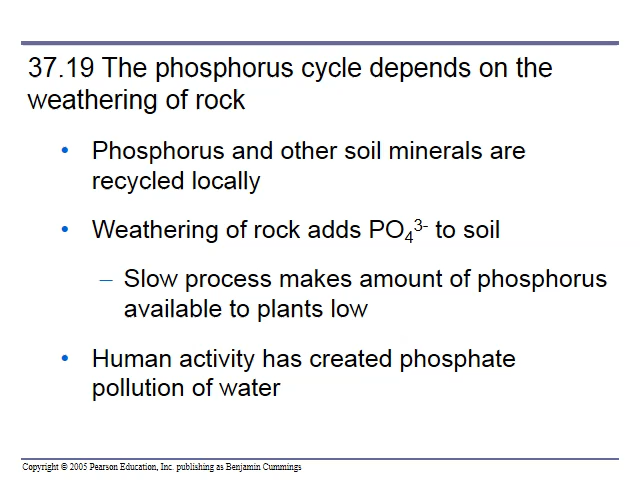 37.19 The phosphorus cycle depends on the
weathering of rock
• Phosphorus and other soil minerals are
recycled locally
• Weathering of rock adds PO₄³⁻ to soil
– Slow process makes amount of phosphorus
available to plants low
• Human activity has created phosphate
pollution of water
Copyright © 2005 Pearson Education, Inc. publishing as Benjamin Cummings